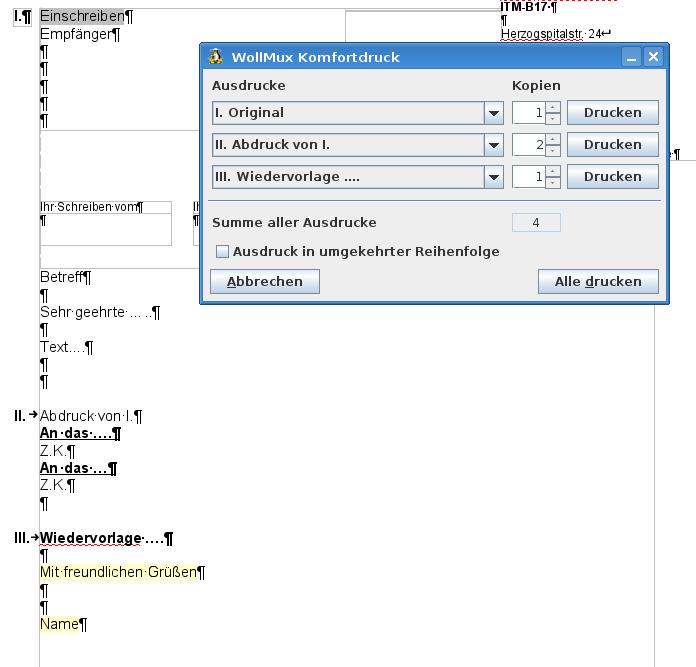 I.¶ Einschreiben¶
ITM-B17·¶
¶
Empfänger¶
Herzogspitalstr.·24↵
¶
¶
¶
¶
¶
WollMux Komfortdruck
Ausdrucke Kopien
I. Original 1 Drucken
II. Abdruck von I. 2 Drucken
III. Wiedervorlage .... 1 Drucken
Summe aller Ausdrucke 4
Ausdruck in umgekehrter Reihenfolge
Abbrechen Alle drucken
Ihr·Schreiben·vom¶
¶
Betreff¶
¶
Sehr·geehrte·... ..¶
¶
Text....¶
¶
¶
II. → Abdruck·von·I.¶
An·das·....¶
Z.K.¶
An·das·...¶
Z.K.¶
¶
III.→ Wiedervorlage·....¶
¶
Mit·freundlichen·Grüßen¶
¶
¶
Name¶